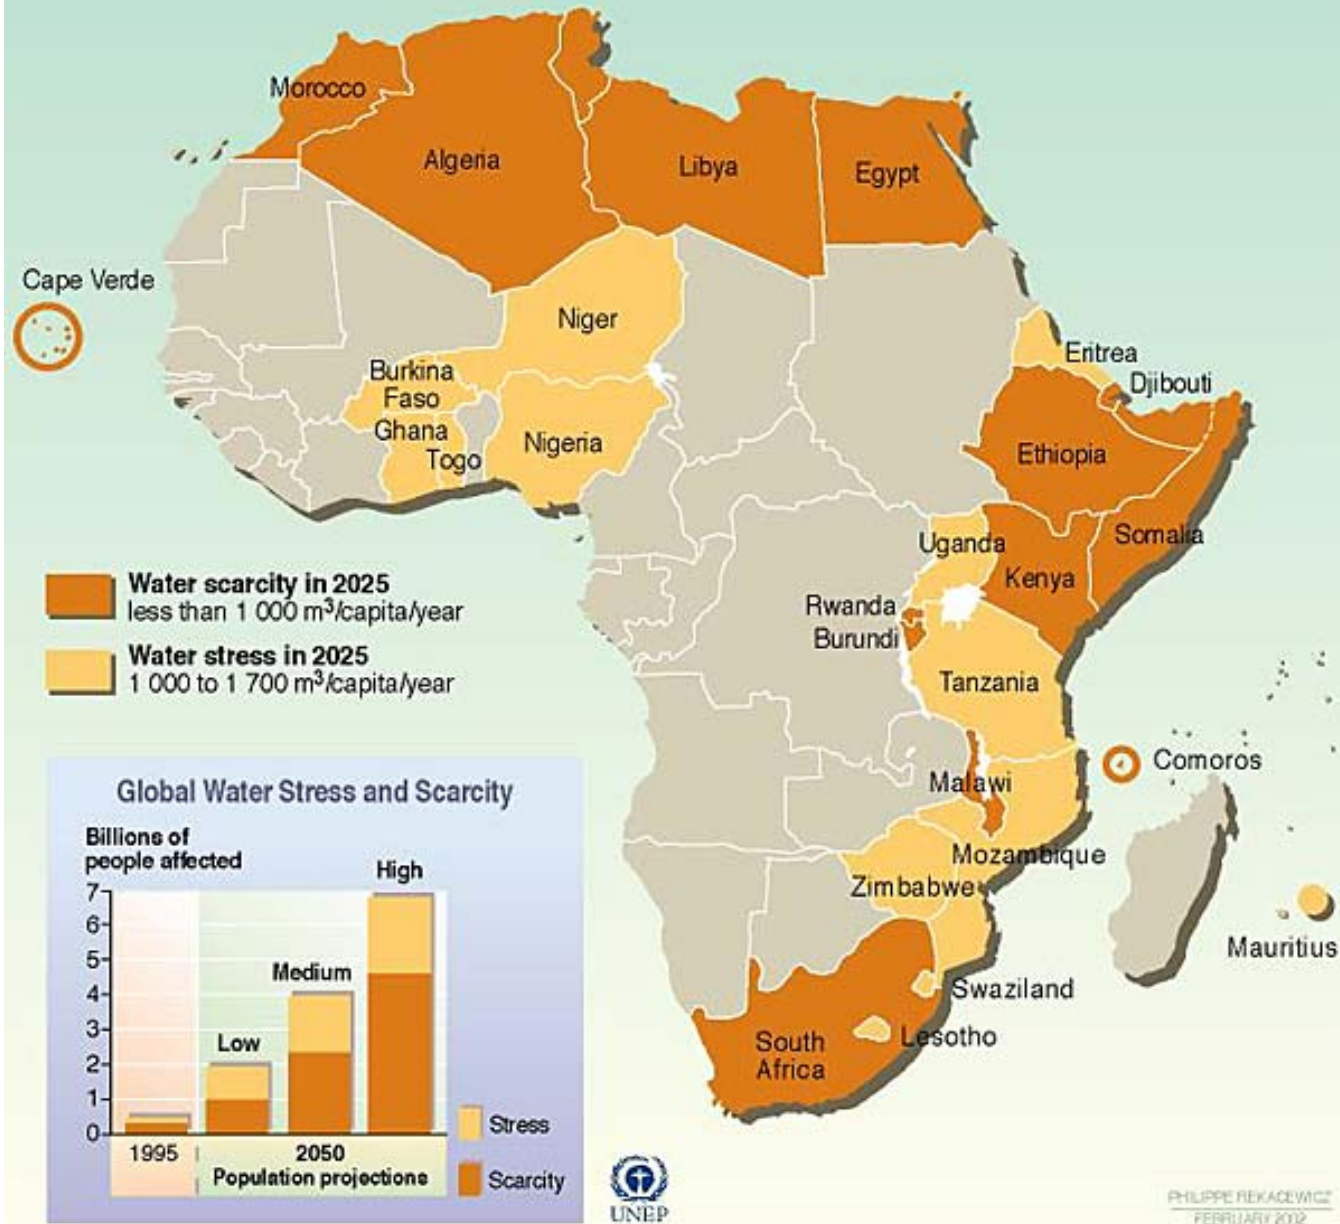 Morocco
Algeria
Libya
Egypt
Cape Verde
Niger
Burkina
Faso
Ghana
Togo
Nigeria
Eritrea
Djibouti
Ethiopia
Somalia
Uganda
Kenya
Rwanda
Burundi
Tanzania
Comoros
Malawi
Mozambique
Zimbabwe
Mauritius
Swaziland
Lesotho
South
Africa
Water scarcity in 2025
less than 1 000 m³/capita/year
Water stress in 2025
1 000 to 1 700 m³/capita/year
Global Water Stress and Scarcity
Billions of
people affected
High
7
6
5
Medium
4
3
Low
2
1
0
1995
2050
Population projections
Stress
Scarcity
UNEP
PHILIPPE REKACEWICZ
FEBRUARY 2002